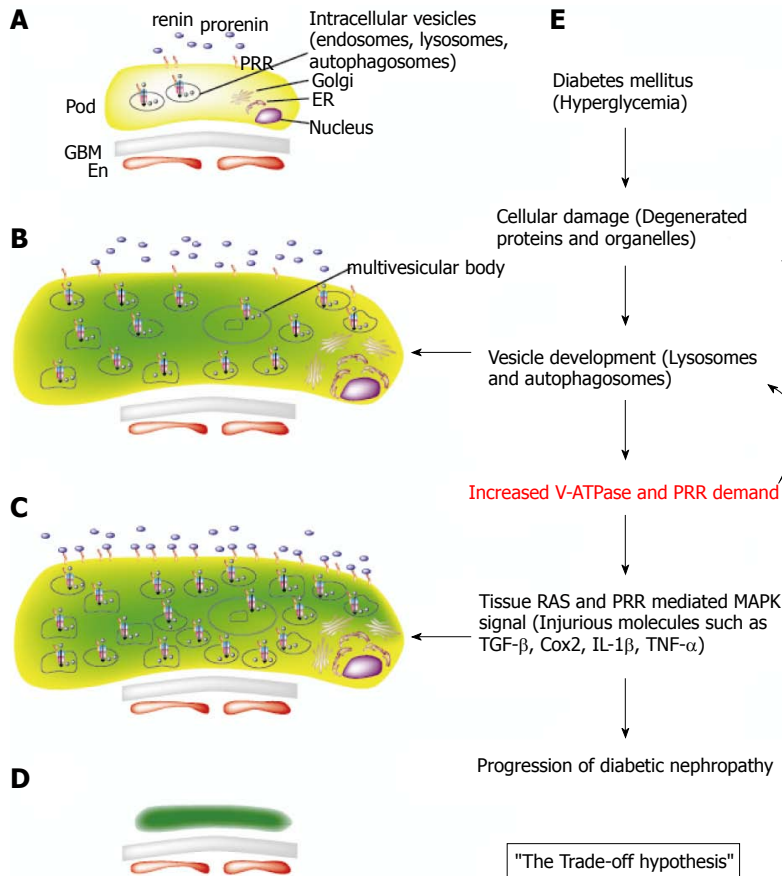 A
renin
prorenin
PRR
Intracellular vesicles
(endosomes, lysosomes,
autophagosomes)
Golgi
ER
Nucleus
Pod
GBM
En
B
multivesicular body
C
D
E
Diabetes mellitus
(Hyperglycemia)
Cellular damage (Degenerated
proteins and organelles)
Vesicle development (Lysosomes
and autophagosomes)
Increased V-ATPase and PRR demand
Tissue RAS and PRR mediated MAPK
signal (Injurious molecules such as
TGF-β, Cox2, IL-1β, TNF-α)
Progression of diabetic nephropathy
"The Trade-off hypothesis"